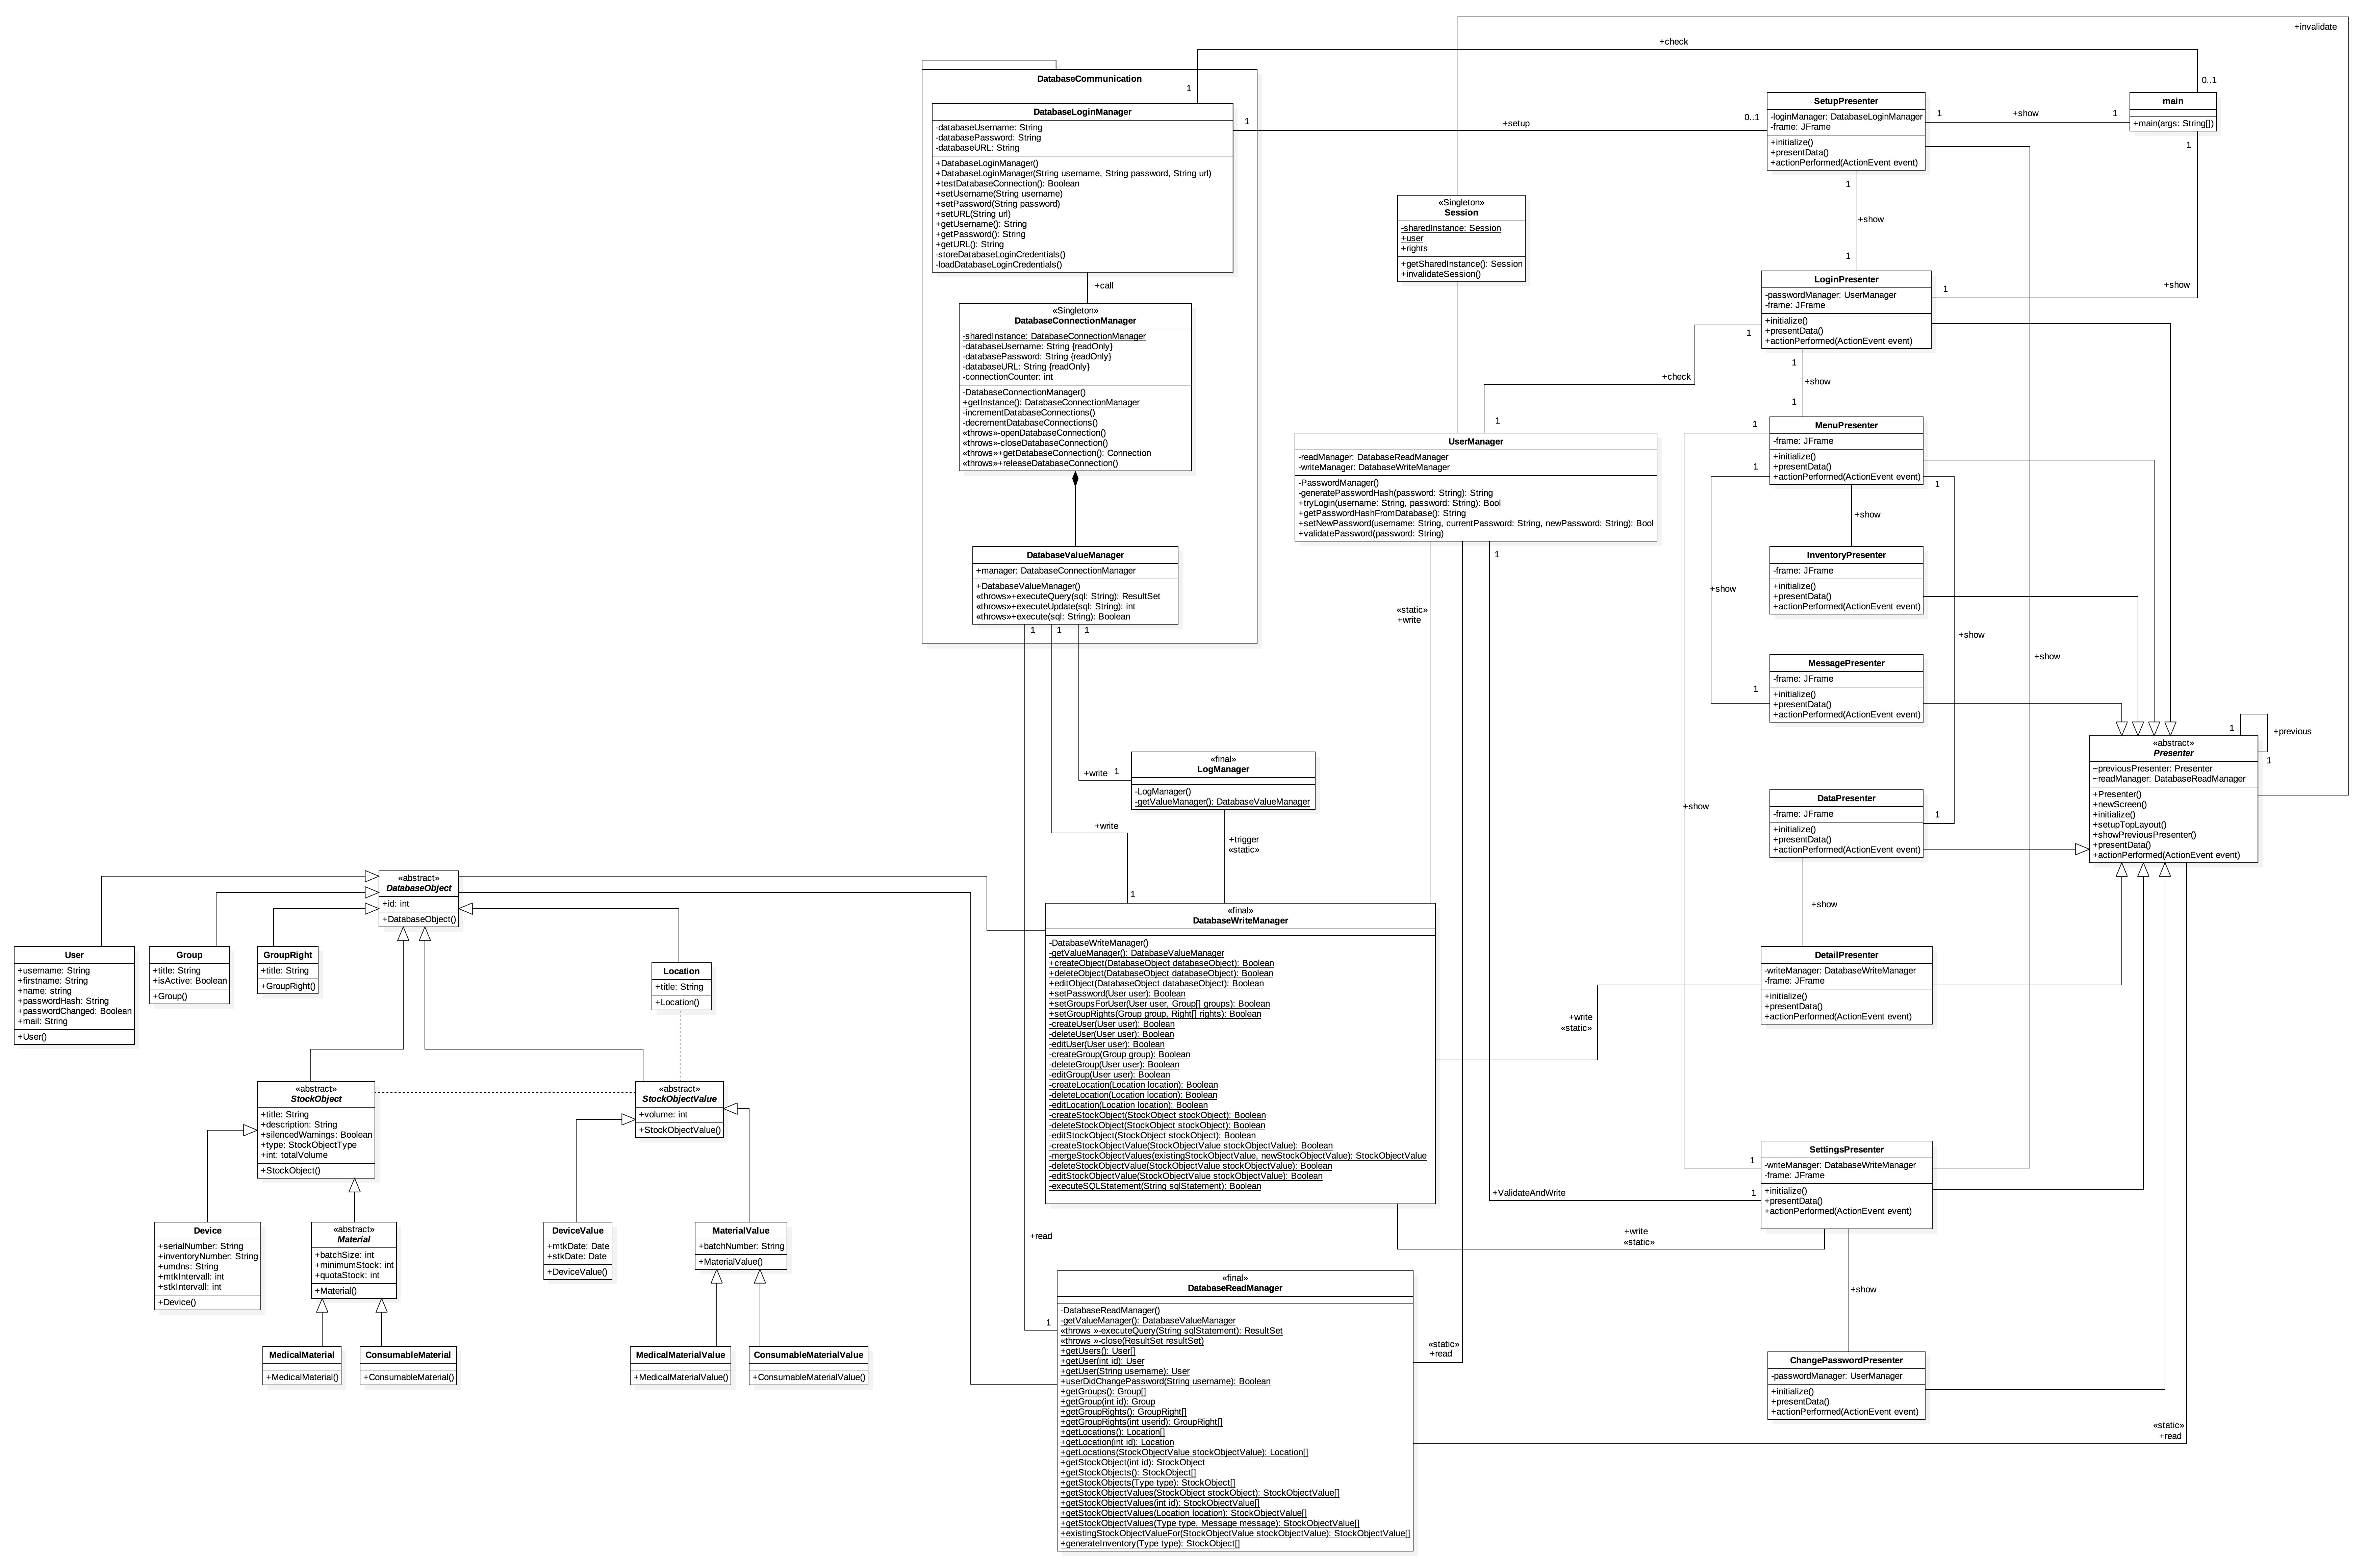 +invalidate
+check
DatabaseCommunication
1
0..1
DatabaseLoginManager
-databaseUsername: String
-databasePassword: String
-databaseURL: String
+DatabaseLoginManager()
+DatabaseLoginManager(String username, String password, String url)
+testDatabaseConnection(): Boolean
+setUsername(String username)
+setPassword(String password)
+setURL(String url)
+getUsername(): String
+getPassword(): String
+getURL(): String
-storeDatabaseLoginCredentials()
-loadDatabaseLoginCredentials()
1
+setup
0..1
SetupPresenter
-loginManager: DatabaseLoginManager
-frame: JFrame
+initialize()
+presentData()
+actionPerformed(ActionEvent event)
1
+show
1
main
+main(args: String[])
1
1
+show
1
«Singleton»
Session
-sharedInstance: Session
+user
+rights
+getSharedInstance(): Session
+invalidateSession()
+call
«Singleton»
DatabaseConnectionManager
-sharedInstance: DatabaseConnectionManager
-databaseUsername: String {readOnly}
-databasePassword: String {readOnly}
-databaseURL: String {readOnly}
-connectionCounter: int
-DatabaseConnectionManager()
+getInstance(): DatabaseConnectionManager
-incrementDatabaseConnections()
-decrementDatabaseConnections()
«throws»-openDatabaseConnection()
«throws»-closeDatabaseConnection()
«throws»+getDatabaseConnection(): Connection
«throws»+releaseDatabaseConnection()
LoginPresenter
-passwordManager: UserManager
-frame: JFrame
+initialize()
+presentData()
+actionPerformed(ActionEvent event)
1
+show
1
+check
1
1
+show
1
UserManager
-readManager: DatabaseReadManager
-writeManager: DatabaseWriteManager
-PasswordManager()
-generatePasswordHash(password: String): String
+tryLogin(username: String, password: String): Bool
+getPasswordHashFromDatabase(): String
+setNewPassword(username: String, currentPassword: String, newPassword: String): Bool
+validatePassword(password: String)
1
1
MenuPresenter
-frame: JFrame
+initialize()
+presentData()
+actionPerformed(ActionEvent event)
1
1
+show
DatabaseValueManager
+manager: DatabaseConnectionManager
+DatabaseValueManager()
«throws»+executeQuery(sql: String): ResultSet
«throws»+executeUpdate(sql: String): int
«throws»+execute(sql: String): Boolean
1
1
1
InventoryPresenter
-frame: JFrame
+initialize()
+presentData()
+actionPerformed(ActionEvent event)
+show
«static»
+write
+show
+show
MessagePresenter
-frame: JFrame
+initialize()
+presentData()
+actionPerformed(ActionEvent event)
1
1
+previous
1
«abstract»
Presenter
~previousPresenter: Presenter
~readManager: DatabaseReadManager
+Presenter()
+newScreen()
+initialize()
+setupTopLayout()
+showPreviousPresenter()
+presentData()
+actionPerformed(ActionEvent event)
«final»
LogManager
-LogManager()
-getValueManager(): DatabaseValueManager
+write
1
+write
+trigger
«static»
1
+show
DataPresenter
-frame: JFrame
+initialize()
+presentData()
+actionPerformed(ActionEvent event)
1
+show
«abstract»
DatabaseObject
+id: int
+DatabaseObject()
User
+username: String
+firstname: String
+name: string
+passwordHash: String
+passwordChanged: Boolean
+mail: String
+User()
Group
+title: String
+isActive: Boolean
+Group()
GroupRight
+title: String
+GroupRight()
Location
+title: String
+Location()
«final»
DatabaseWriteManager
-DatabaseWriteManager()
-getValueManager(): DatabaseValueManager
+createObject(DatabaseObject databaseObject): Boolean
+deleteObject(DatabaseObject databaseObject): Boolean
+editObject(DatabaseObject databaseObject): Boolean
+setPassword(User user): Boolean
+setGroupsForUser(User user, Group[] groups): Boolean
+setGroupRights(Group group, Right[] rights): Boolean
-createUser(User user): Boolean
-deleteUser(User user): Boolean
-editUser(User user): Boolean
-createGroup(Group group): Boolean
-deleteGroup(User user): Boolean
-editGroup(User user): Boolean
-createLocation(Location location): Boolean
-deleteLocation(Location location): Boolean
-editLocation(Location location): Boolean
-createStockObject(StockObject stockObject): Boolean
-deleteStockObject(StockObject stockObject): Boolean
-editStockObject(StockObject stockObject): Boolean
-createStockObjectValue(StockObjectValue stockObjectValue): Boolean
-mergeStockObjectValues(existingStockObjectValue, newStockObjectValue): StockObjectValue
-deleteStockObjectValue(StockObjectValue stockObjectValue): Boolean
-editStockObjectValue(StockObjectValue stockObjectValue): Boolean
-executeSQLStatement(String sqlStatement): Boolean
DetailPresenter
-writeManager: DatabaseWriteManager
-frame: JFrame
+initialize()
+presentData()
+actionPerformed(ActionEvent event)
+write
«static»
«abstract»
StockObject
+title: String
+description: String
+silencedWarnings: Boolean
+type: StockObjectType
+int: totalVolume
+StockObject()
«abstract»
StockObjectValue
+volume: int
+StockObjectValue()
1
SettingsPresenter
-writeManager: DatabaseWriteManager
-frame: JFrame
+initialize()
+presentData()
+actionPerformed(ActionEvent event)
+ValidateAndWrite
1
+write
«static»
Device
+serialNumber: String
+inventoryNumber: String
+umdns: String
+mtkIntervall: int
+stkIntervall: int
+Device()
«abstract»
Material
+batchSize: int
+minimumStock: int
+quotaStock: int
+Material()
DeviceValue
+mtkDate: Date
+stkDate: Date
+DeviceValue()
MaterialValue
+batchNumber: String
+MaterialValue()
+read
1
+show
MedicalMaterial
+MedicalMaterial()
ConsumableMaterial
+ConsumableMaterial()
MedicalMaterialValue
+MedicalMaterialValue()
ConsumableMaterialValue
+ConsumableMaterialValue()
«final»
DatabaseReadManager
-DatabaseReadManager()
-getValueManager(): DatabaseValueManager
«throws »-executeQuery(String sqlStatement): ResultSet
«throws »-close(ResultSet resultSet)
+getUsers(): User[]
+getUser(int id): User
+getUser(String username): User
+userDidChangePassword(String username): Boolean
+getGroups(): Group[]
+getGroup(int id): Group
+getGroupRights(): GroupRight[]
+getGroupRights(int userid): GroupRight[]
+getLocations(): Location[]
+getLocation(int id): Location
+getLocations(StockObjectValue stockObjectValue): Location[]
+getStockObject(int id): StockObject
+getStockObjects(): StockObject[]
+getStockObjects(Type type): StockObject[]
+getStockObjectValues(StockObject stockObject): StockObjectValue[]
+getStockObjectValues(int id): StockObjectValue[]
+getStockObjectValues(Location location): StockObjectValue[]
+getStockObjectValues(Type type, Message message): StockObjectValue[]
+existingStockObjectValueFor(StockObjectValue stockObjectValue): StockObjectValue[]
+generateInventory(Type type): StockObject[]
«static»
+read
ChangePasswordPresenter
-passwordManager: UserManager
+initialize()
+presentData()
+actionPerformed(ActionEvent event)
«static»
+read